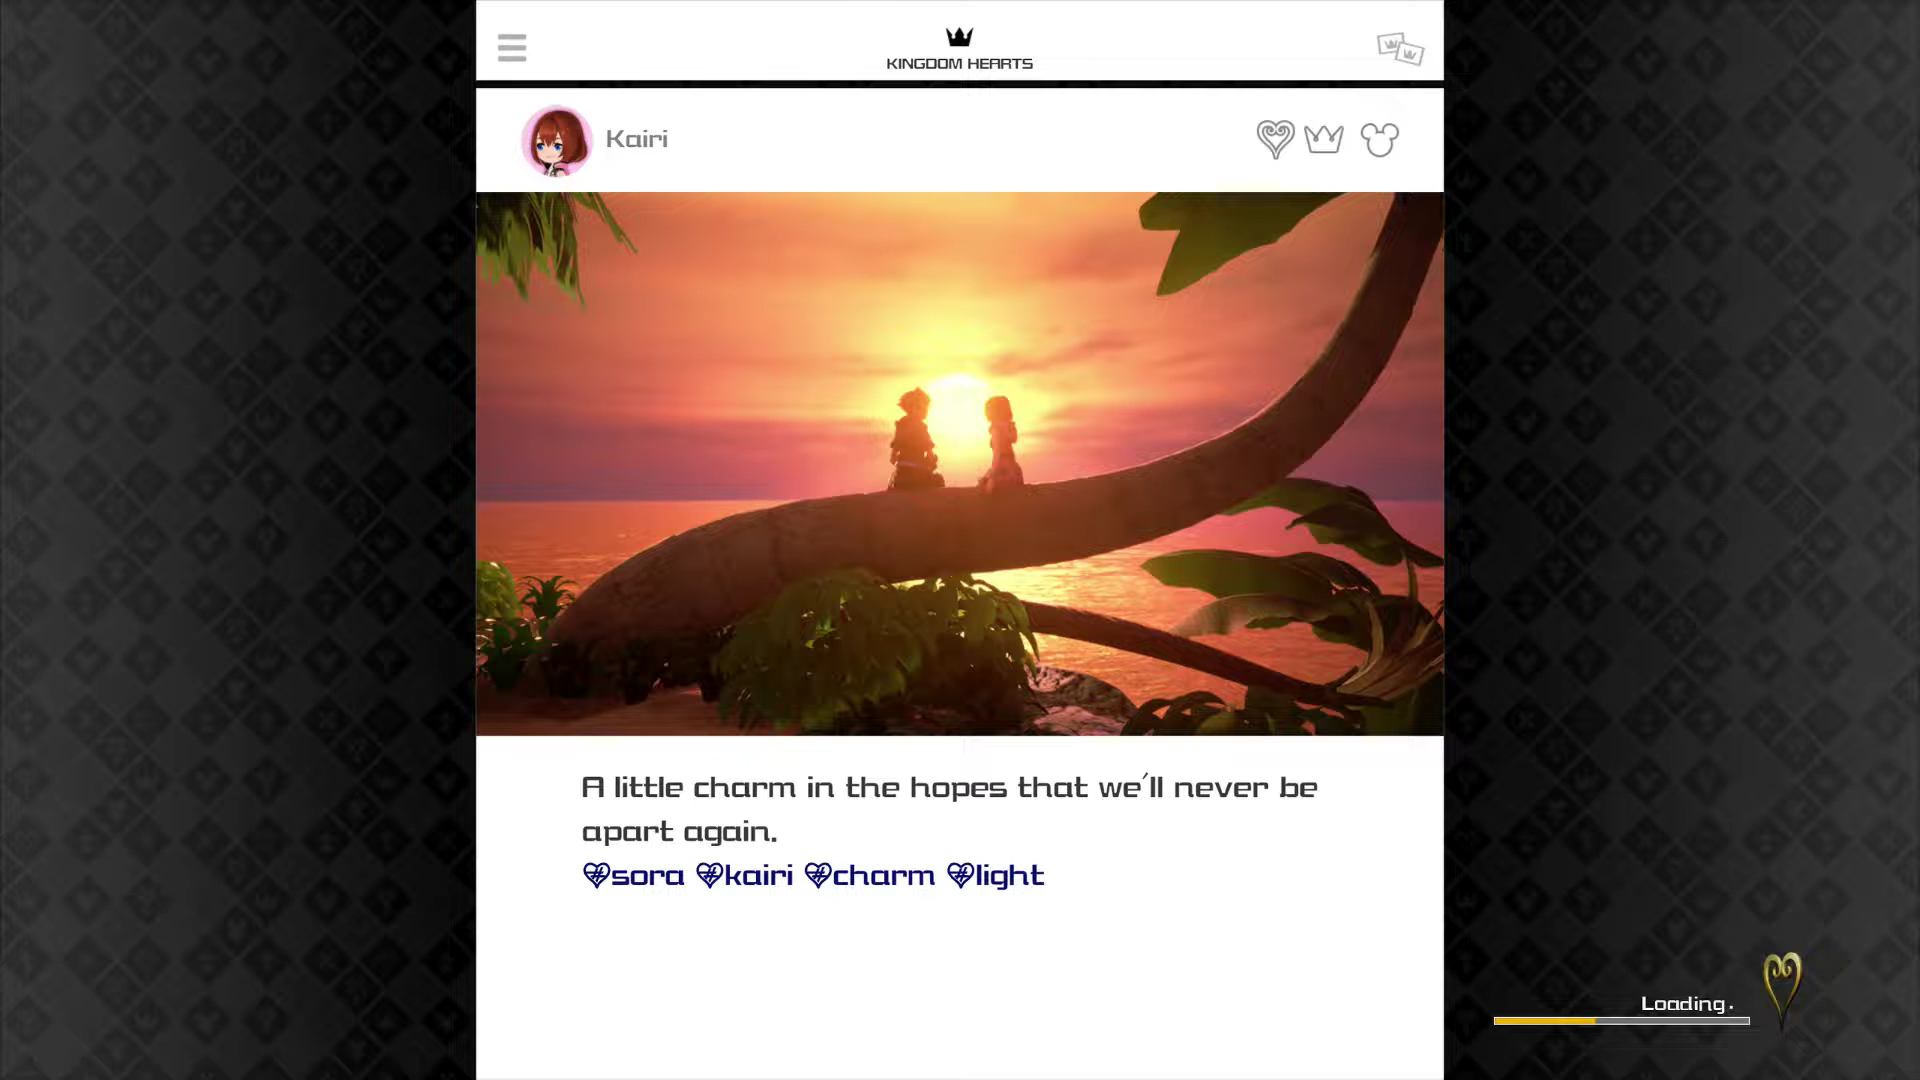 KINGDOM HEARTS
Kairi
A little charm in the hopes that we'll never be
apart again.
#sora #kairi #charm #light
Loading.